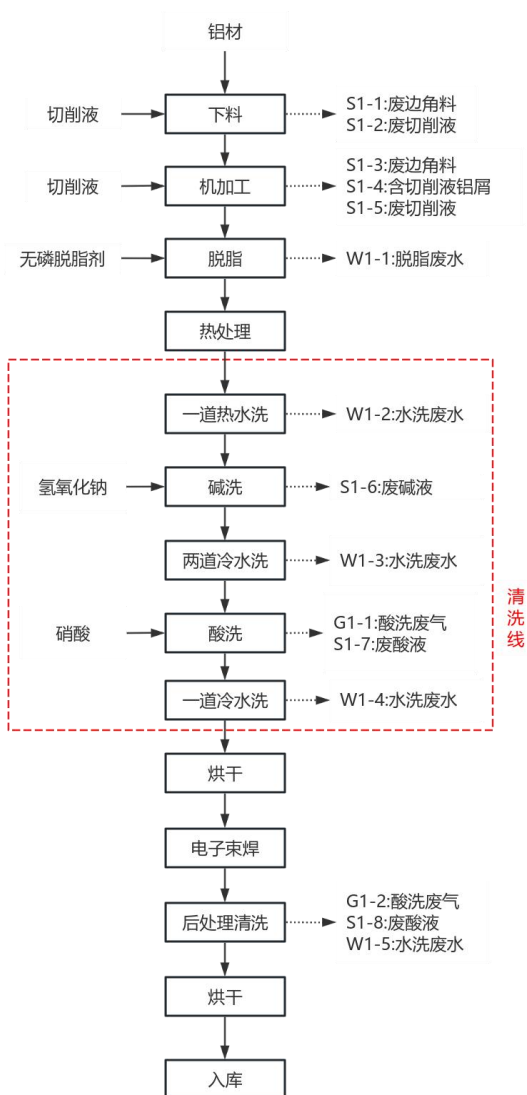 铝材
切削液
下料
S1-1:废边角料
S1-2:废切削液
切削液
机加工
S1-3:废边角料
S1-4:含切削液铝屑
S1-5:废切削液
无磷脱脂剂
脱脂
W1-1:脱脂废水
热处理
一道热水洗
W1-2:水洗废水
氢氧化钠
碱洗
S1-6:废碱液
两道冷水洗
W1-3:水洗废水
清洗线
硝酸
酸洗
G1-1:酸洗废气
S1-7:废酸液
一道冷水洗
W1-4:水洗废水
烘干
电子束焊
后处理清洗
G1-2:酸洗废气
S1-8:废酸液
W1-5:水洗废水
烘干
入库